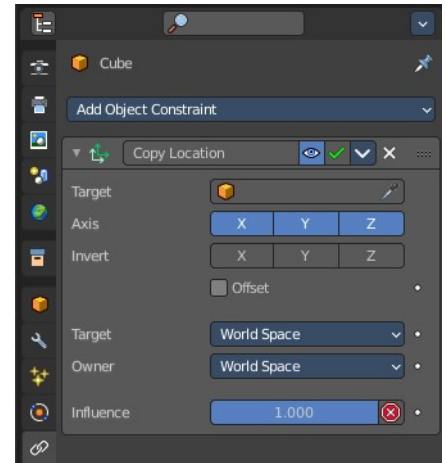 Cube
Add Object Constraint
Copy Location
Target
Axis X Y Z
Invert X Y Z
Offset
Target World Space
Owner World Space
Influence 1.000